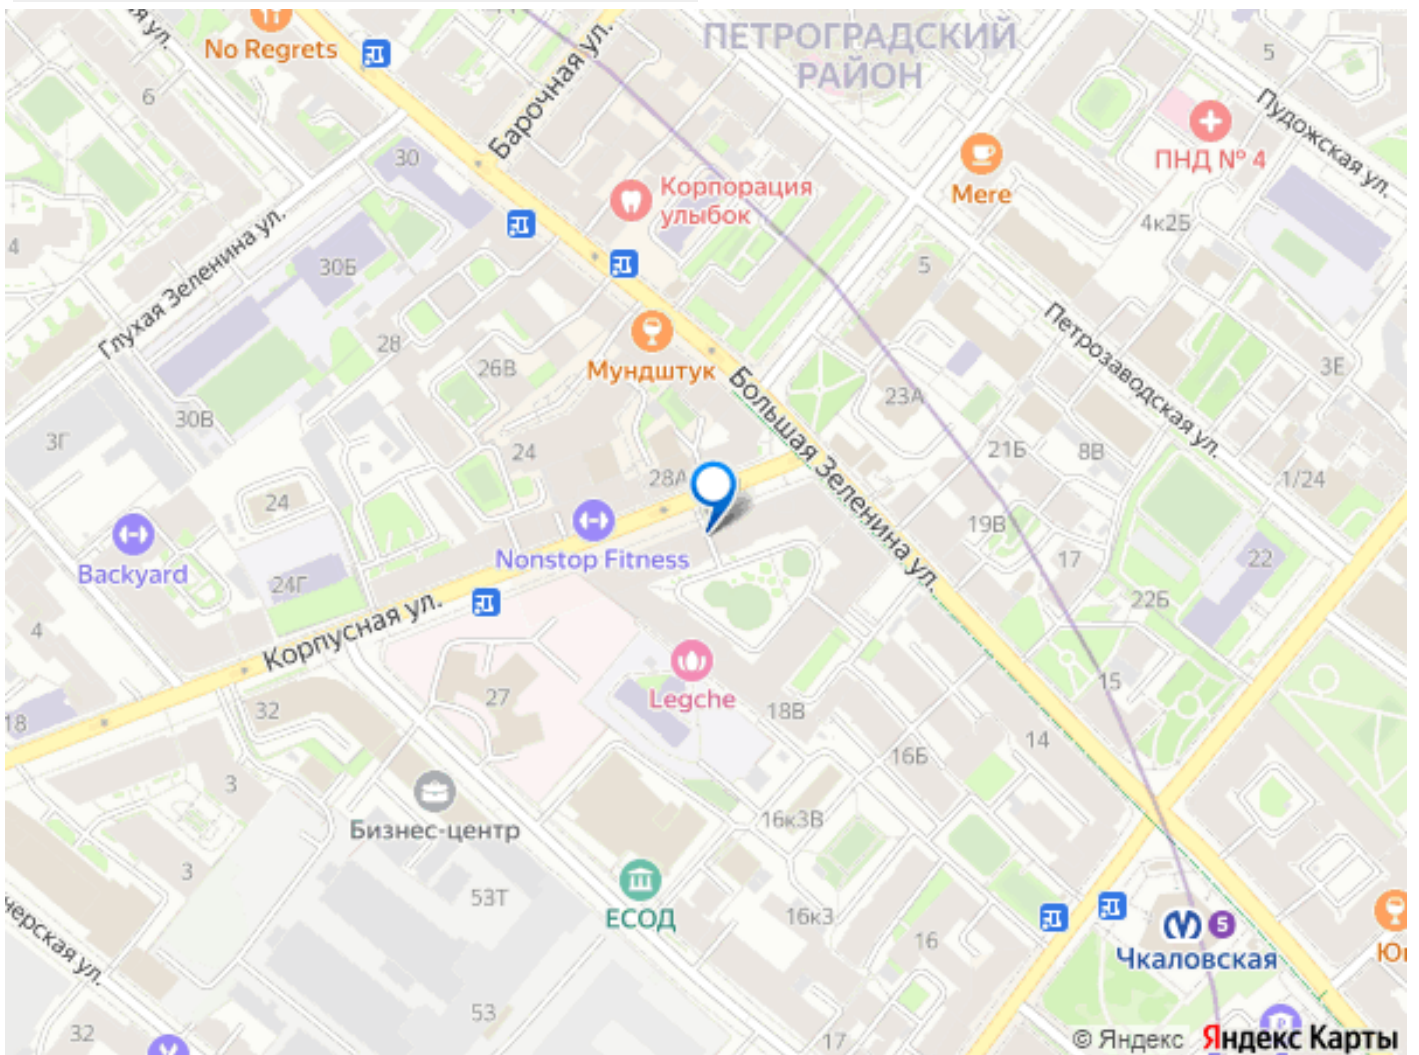 ПЕТРОГРАДСКИЙ
РАЙОН
я ул.
No Regrets
Барочная ул.
5
6
Пудожская ул.
30
ПНД № 4
Mere
Корпорация
улыбок
4к2Б
4
Глухая Зеленина ул.
30Б
5
28
Мундштук
26В
Большая Зеленина ул.
Петрозаводская ул.
3Е
23А
30В
3Г
24
21Б
8В
28А
1/24
24
19В
Backyard
Nonstop Fitness
17
22
24Г
22Б
Корпусная ул.
4
27
Legche
15
18
32
18В
14
16Б
3
Бизнес-центр
16к3В
3
53Т
ЕСОД
16к3
16
5
Чкаловская
Ю
нерская ул.
53
32
17
© Яндекс Яндекс Карты